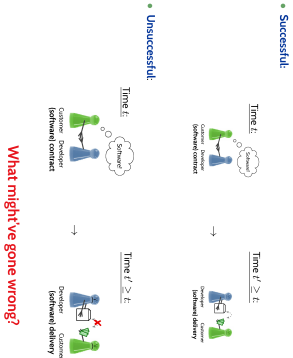 • Successful:
Time t:
Software!
Customer Developer
(software) contract
→
Time t′ ≥ t:
Developer Customer
(software) delivery
• Unsuccessful:
Time t:
Software!
Customer Developer
(software) contract
→
Time t′ ≥ t:
Developer Customer
(software) delivery
What might've gone wrong?